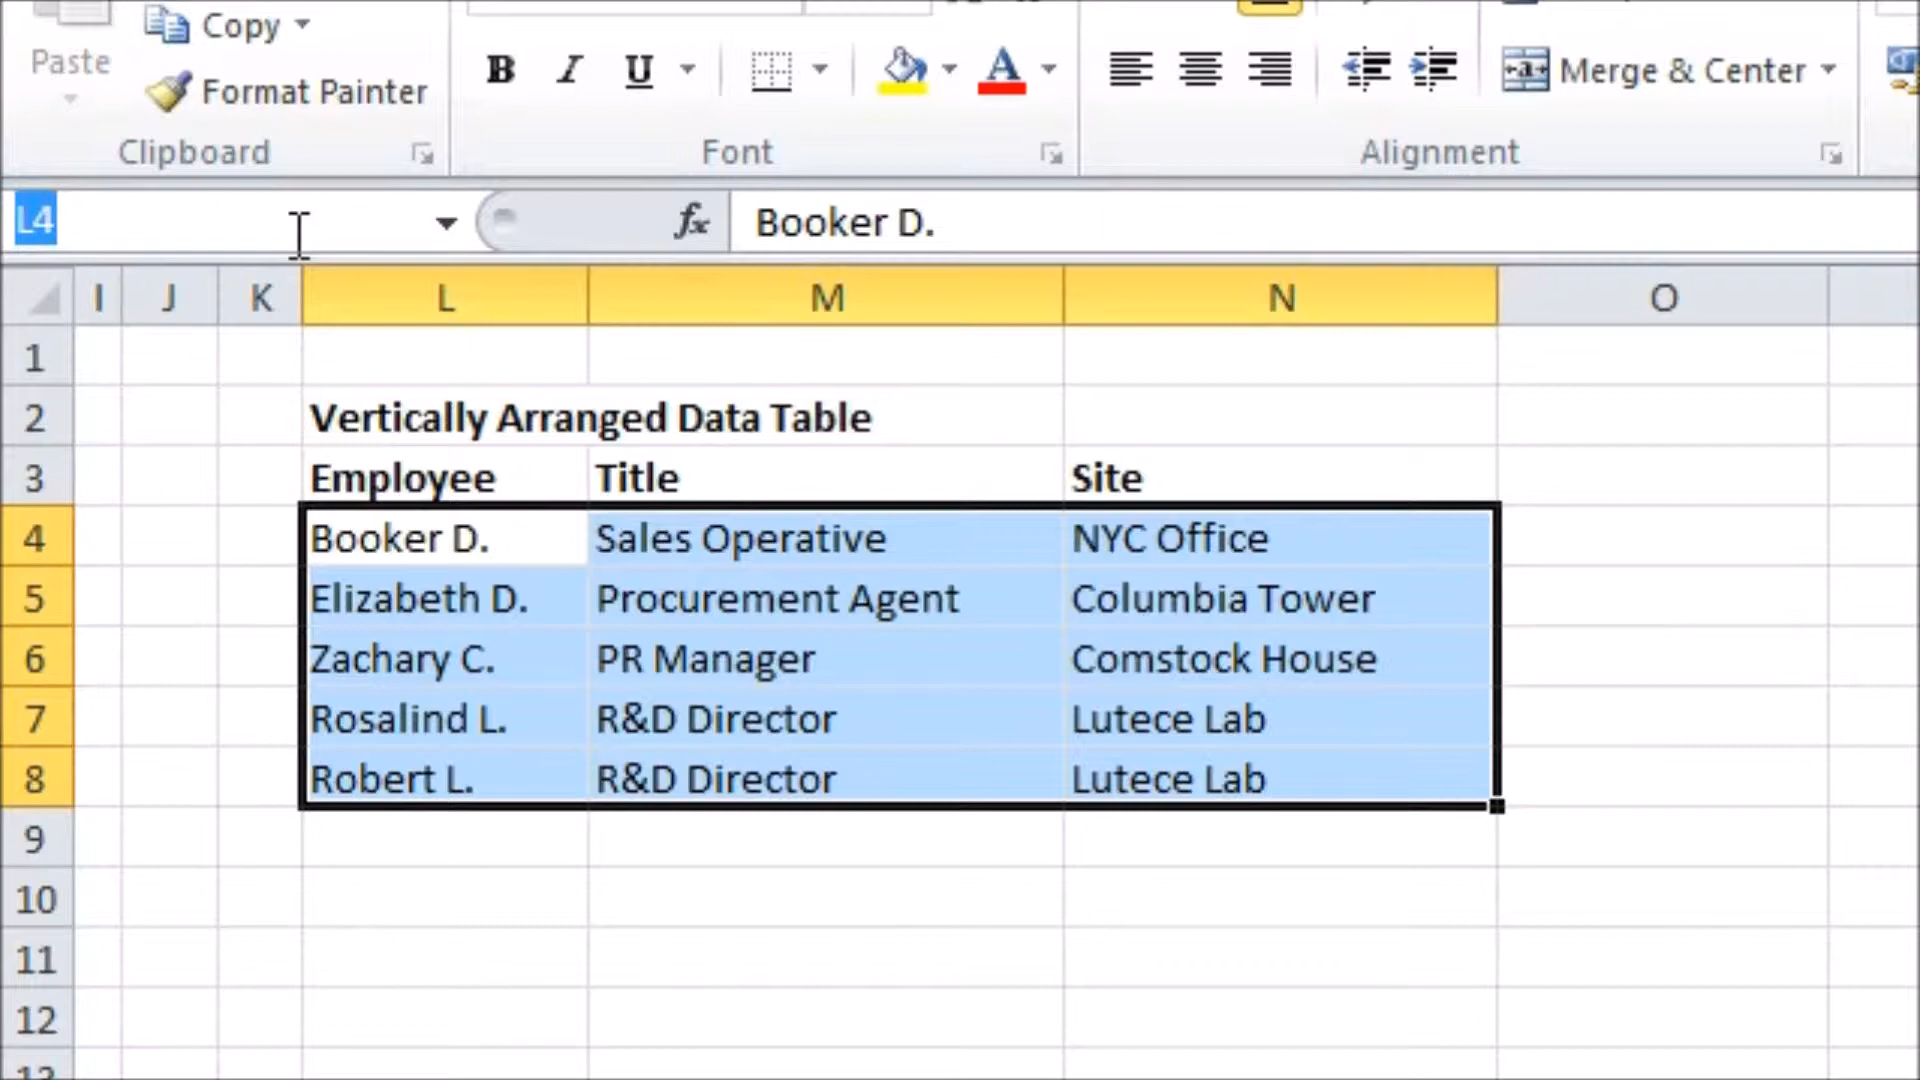 Copy
Paste
Format Painter
B I U A Merge & Center
Clipboard Font Alignment
L4 fx Booker D.
I J K L M N O
1
2 Vertically Arranged Data Table
3 Employee Title Site
4 Booker D. Sales Operative NYC Office
5 Elizabeth D. Procurement Agent Columbia Tower
6 Zachary C. PR Manager Comstock House
7 Rosalind L. R&D Director Lutece Lab
8 Robert L. R&D Director Lutece Lab
9
10
11
12
13